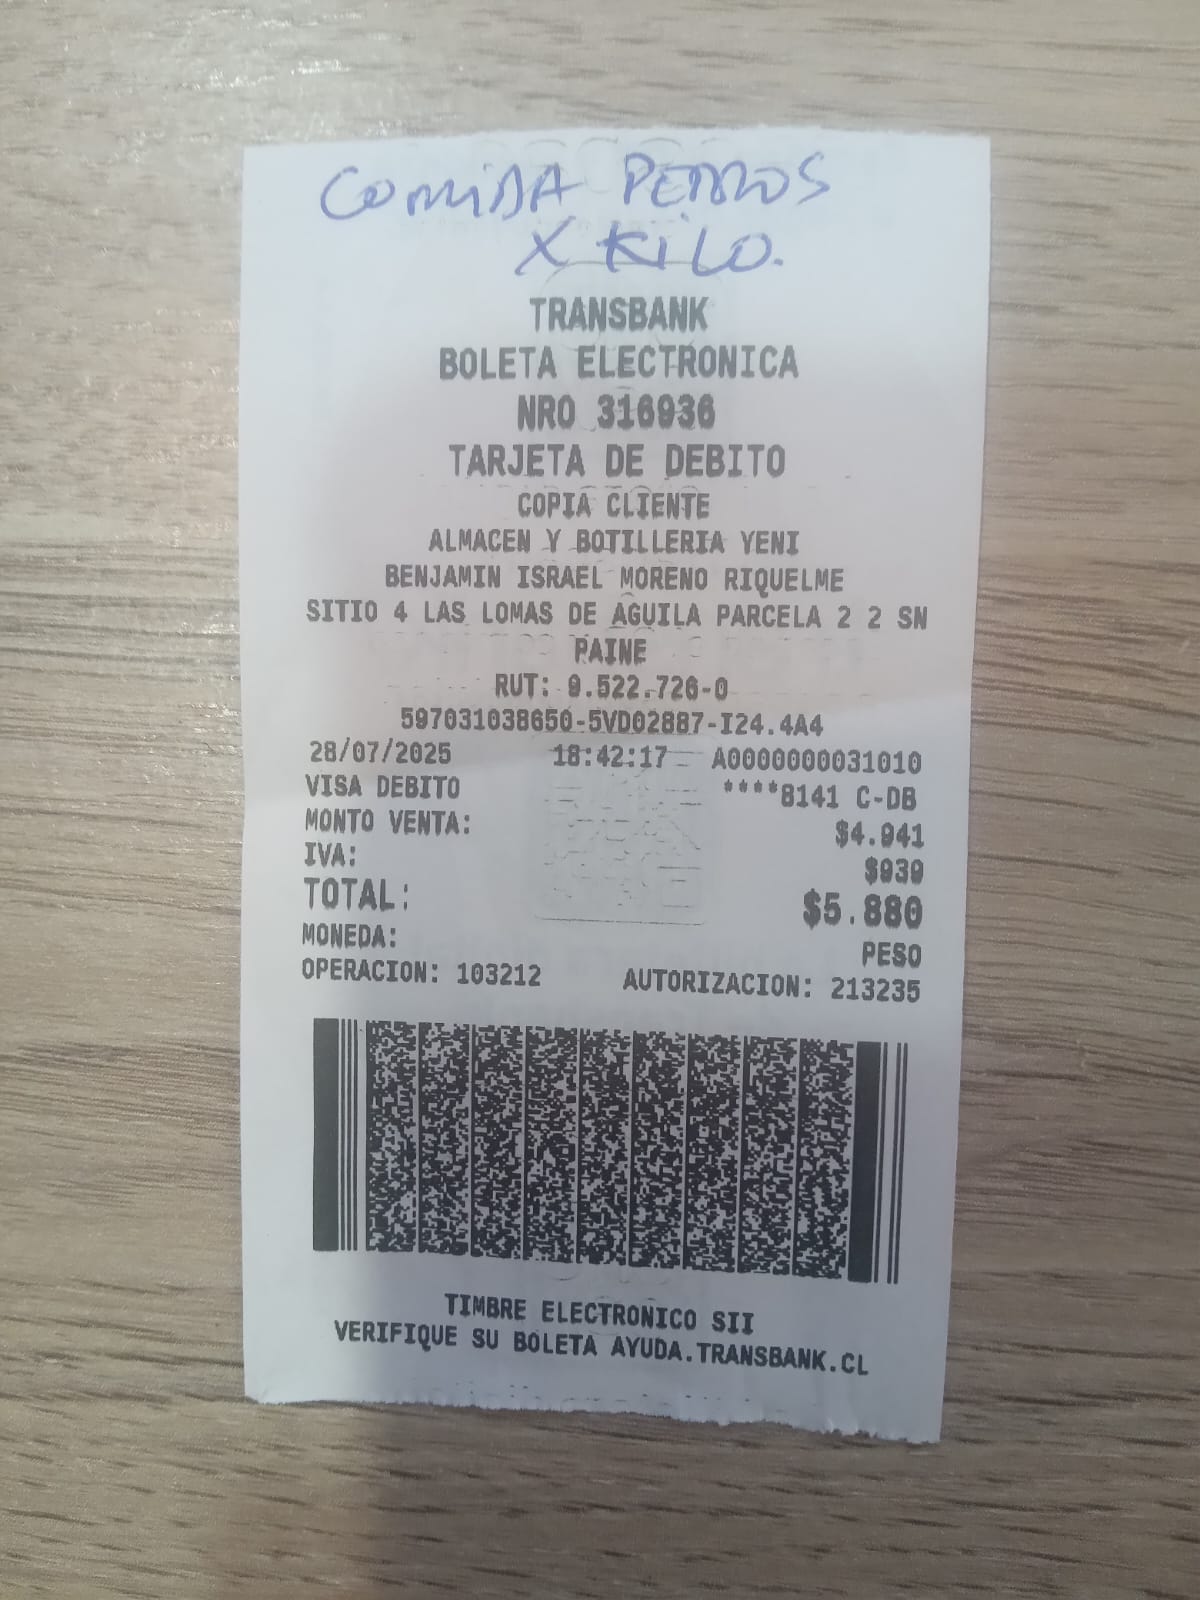 COMIDA PERROS
X KILO.
TRANSBANK
BOLETA ELECTRONICA
NRO 316936
TARJETA DE DEBITO
COPIA CLIENTE
ALMACEN Y BOTILLERIA YENI
BENJAMIN ISRAEL MORENO RIQUELME
SITIO 4 LAS LOMAS DE AGUILA PARCELA 2 2 SN
PAINE
RUT: 9.522.726-0
597031038650-5VD02887-I24.4A4
28/07/2025 18:42:17 A0000000031010
VISA DEBITO ****8141 C-DB
MONTO VENTA: $4.941
IVA: $939
TOTAL: $5.880
MONEDA: PESO
OPERACION: 103212 AUTORIZACION: 213235
TIMBRE ELECTRONICO SII
VERIFIQUE SU BOLETA AYUDA.TRANSBANK.CL